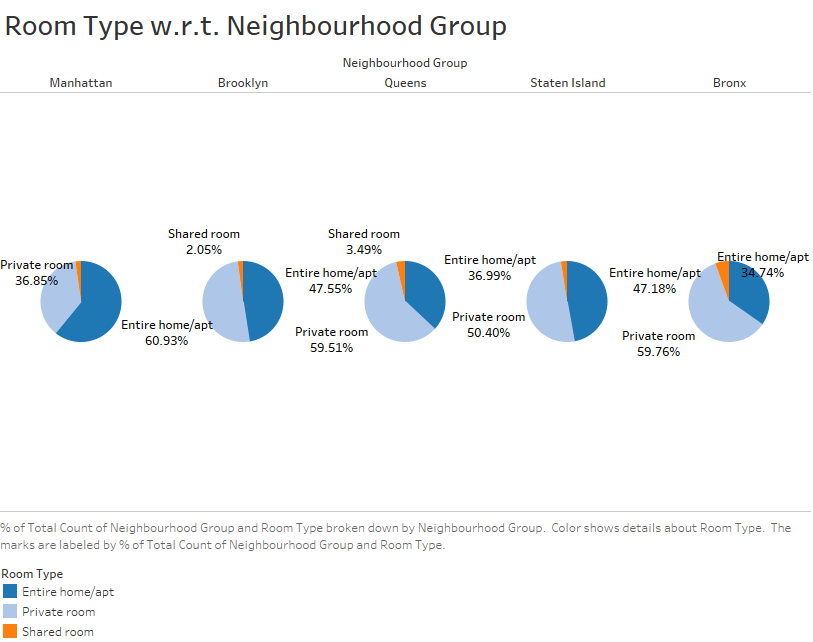 Room Type w.r.t. Neighbourhood Group
Neighbourhood Group
Manhattan
Brooklyn
Queens
Staten Island
Bronx
Private room
36.85%
Entire home/apt
60.93%
Shared room
2.05%
Entire home/apt
47.55%
Private room
59.51%
Shared room
3.49%
Entire home/apt
36.99%
Private room
50.40%
Entire home/apt
47.18%
Private room
59.76%
Entire home/apt
34.74%
% of Total Count of Neighbourhood Group and Room Type broken down by Neighbourhood Group. Color shows details about Room Type. The
marks are labeled by % of Total Count of Neighbourhood Group and Room Type.
Room Type
Entire home/apt
Private room
Shared room